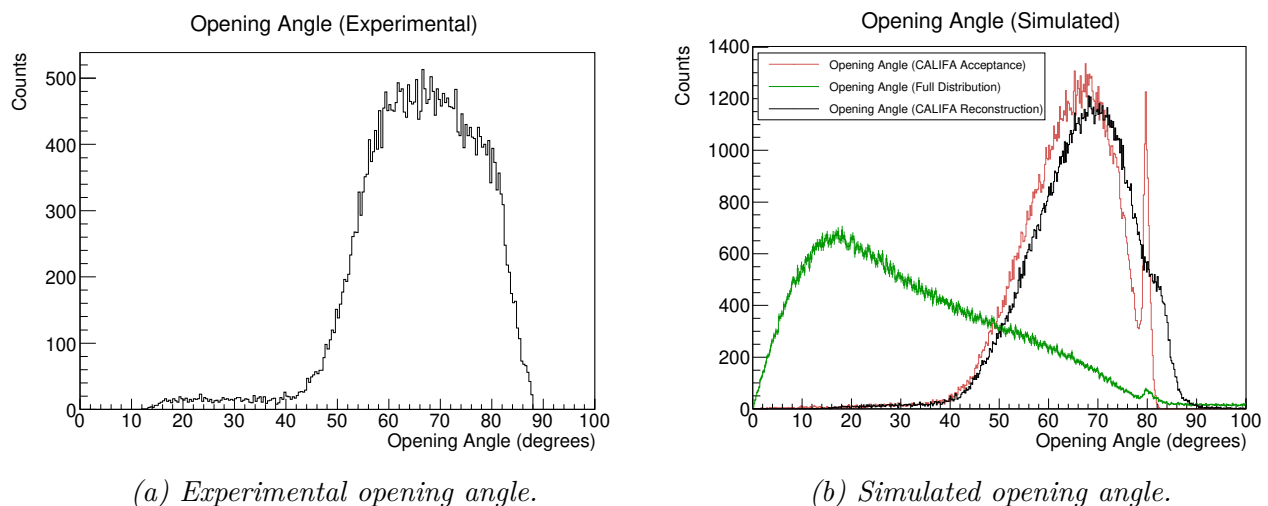 Opening Angle (Experimental)
Counts
500
400
300
200
100
0
0 10 20 30 40 50 60 70 80 90 100
Opening Angle (degrees)
(a) Experimental opening angle.
Opening Angle (Simulated)
Counts
1400
1200
1000
800
600
400
200
0
Opening Angle (CALIFA Acceptance)
Opening Angle (Full Distribution)
Opening Angle (CALIFA Reconstruction)
0 10 20 30 40 50 60 70 80 90 100
Opening Angle (degrees)
(b) Simulated opening angle.